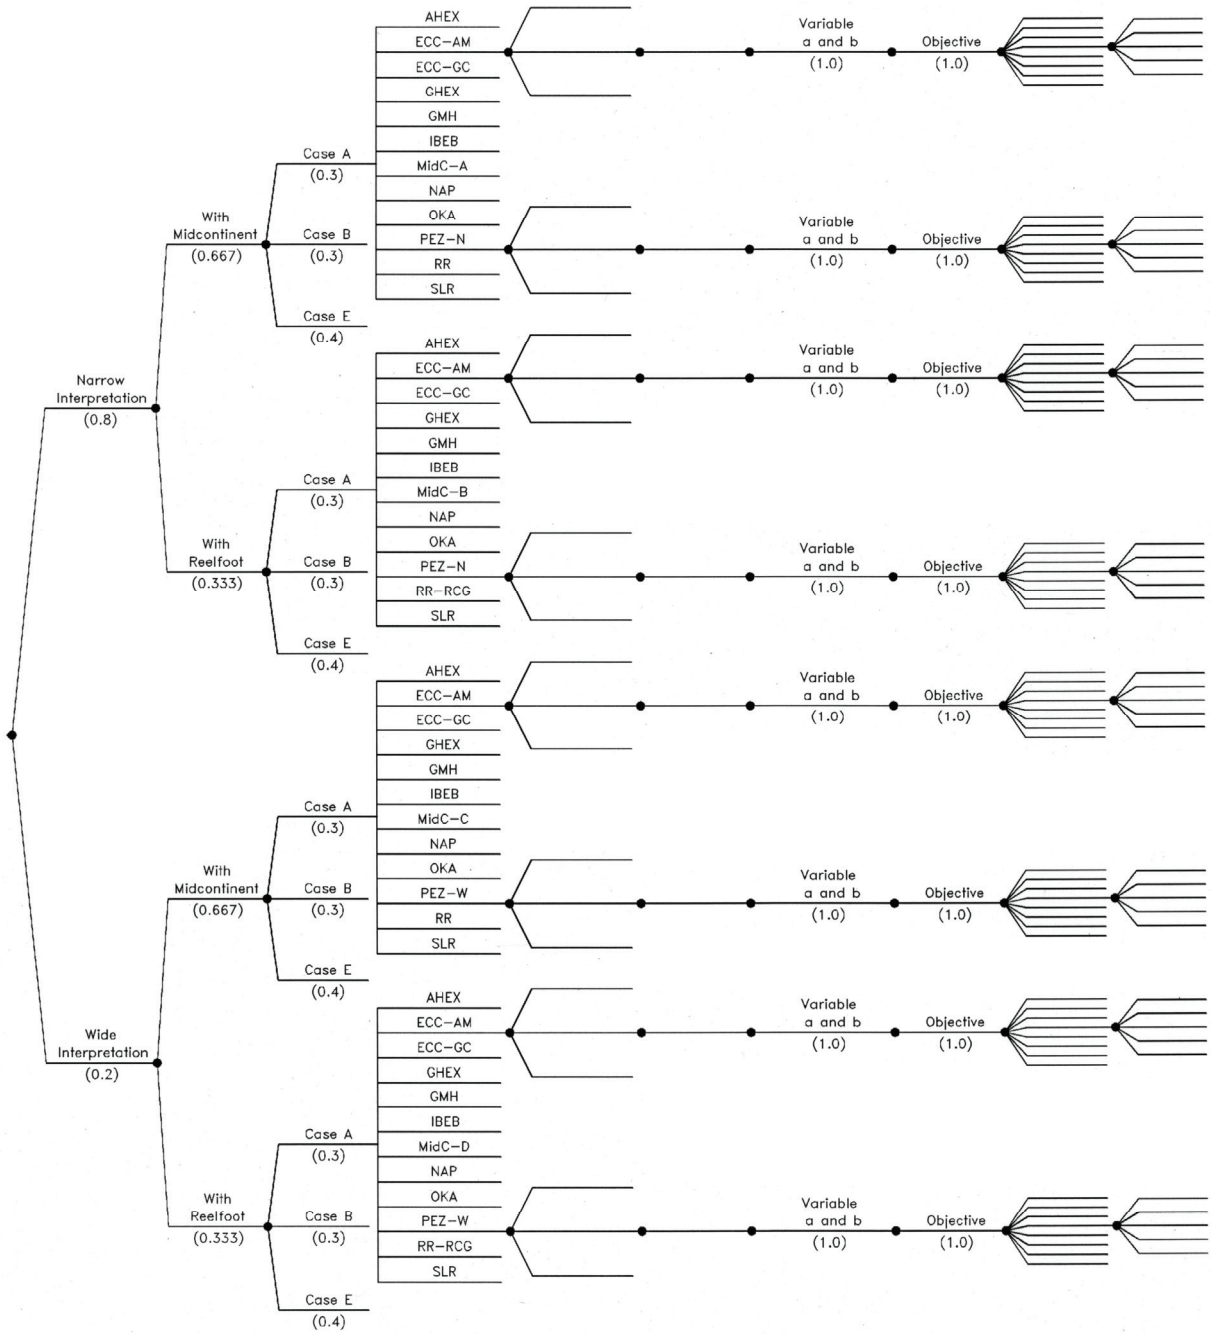 AHEX
ECC-AM
ECC-GC
GHEX
GMH
IBEB
MidC-A
NAP
OKA
PEZ-N
RR
SLR
Variable
a and b
(1.0)
Objective
(1.0)
Variable
a and b
(1.0)
Objective
(1.0)
Case A
(0.3)
With
Midcontinent
(0.667)
Case B
(0.3)
Case E
(0.4)
Narrow
Interpretation
(0.8)
AHEX
ECC-AM
ECC-GC
GHEX
GMH
IBEB
MidC-B
NAP
OKA
PEZ-N
RR-RCG
SLR
Variable
a and b
(1.0)
Objective
(1.0)
Variable
a and b
(1.0)
Objective
(1.0)
Case A
(0.3)
With
Reelfoot
(0.333)
Case B
(0.3)
Case E
(0.4)
AHEX
ECC-AM
ECC-GC
GHEX
GMH
IBEB
MidC-C
NAP
OKA
PEZ-W
RR
SLR
Variable
a and b
(1.0)
Objective
(1.0)
Variable
a and b
(1.0)
Objective
(1.0)
Case A
(0.3)
With
Midcontinent
(0.667)
Case B
(0.3)
Case E
(0.4)
Wide
Interpretation
(0.2)
AHEX
ECC-AM
ECC-GC
GHEX
GMH
IBEB
MidC-D
NAP
OKA
PEZ-W
RR-RCG
SLR
Variable
a and b
(1.0)
Objective
(1.0)
Variable
a and b
(1.0)
Objective
(1.0)
Case A
(0.3)
With
Reelfoot
(0.333)
Case B
(0.3)
Case E
(0.4)